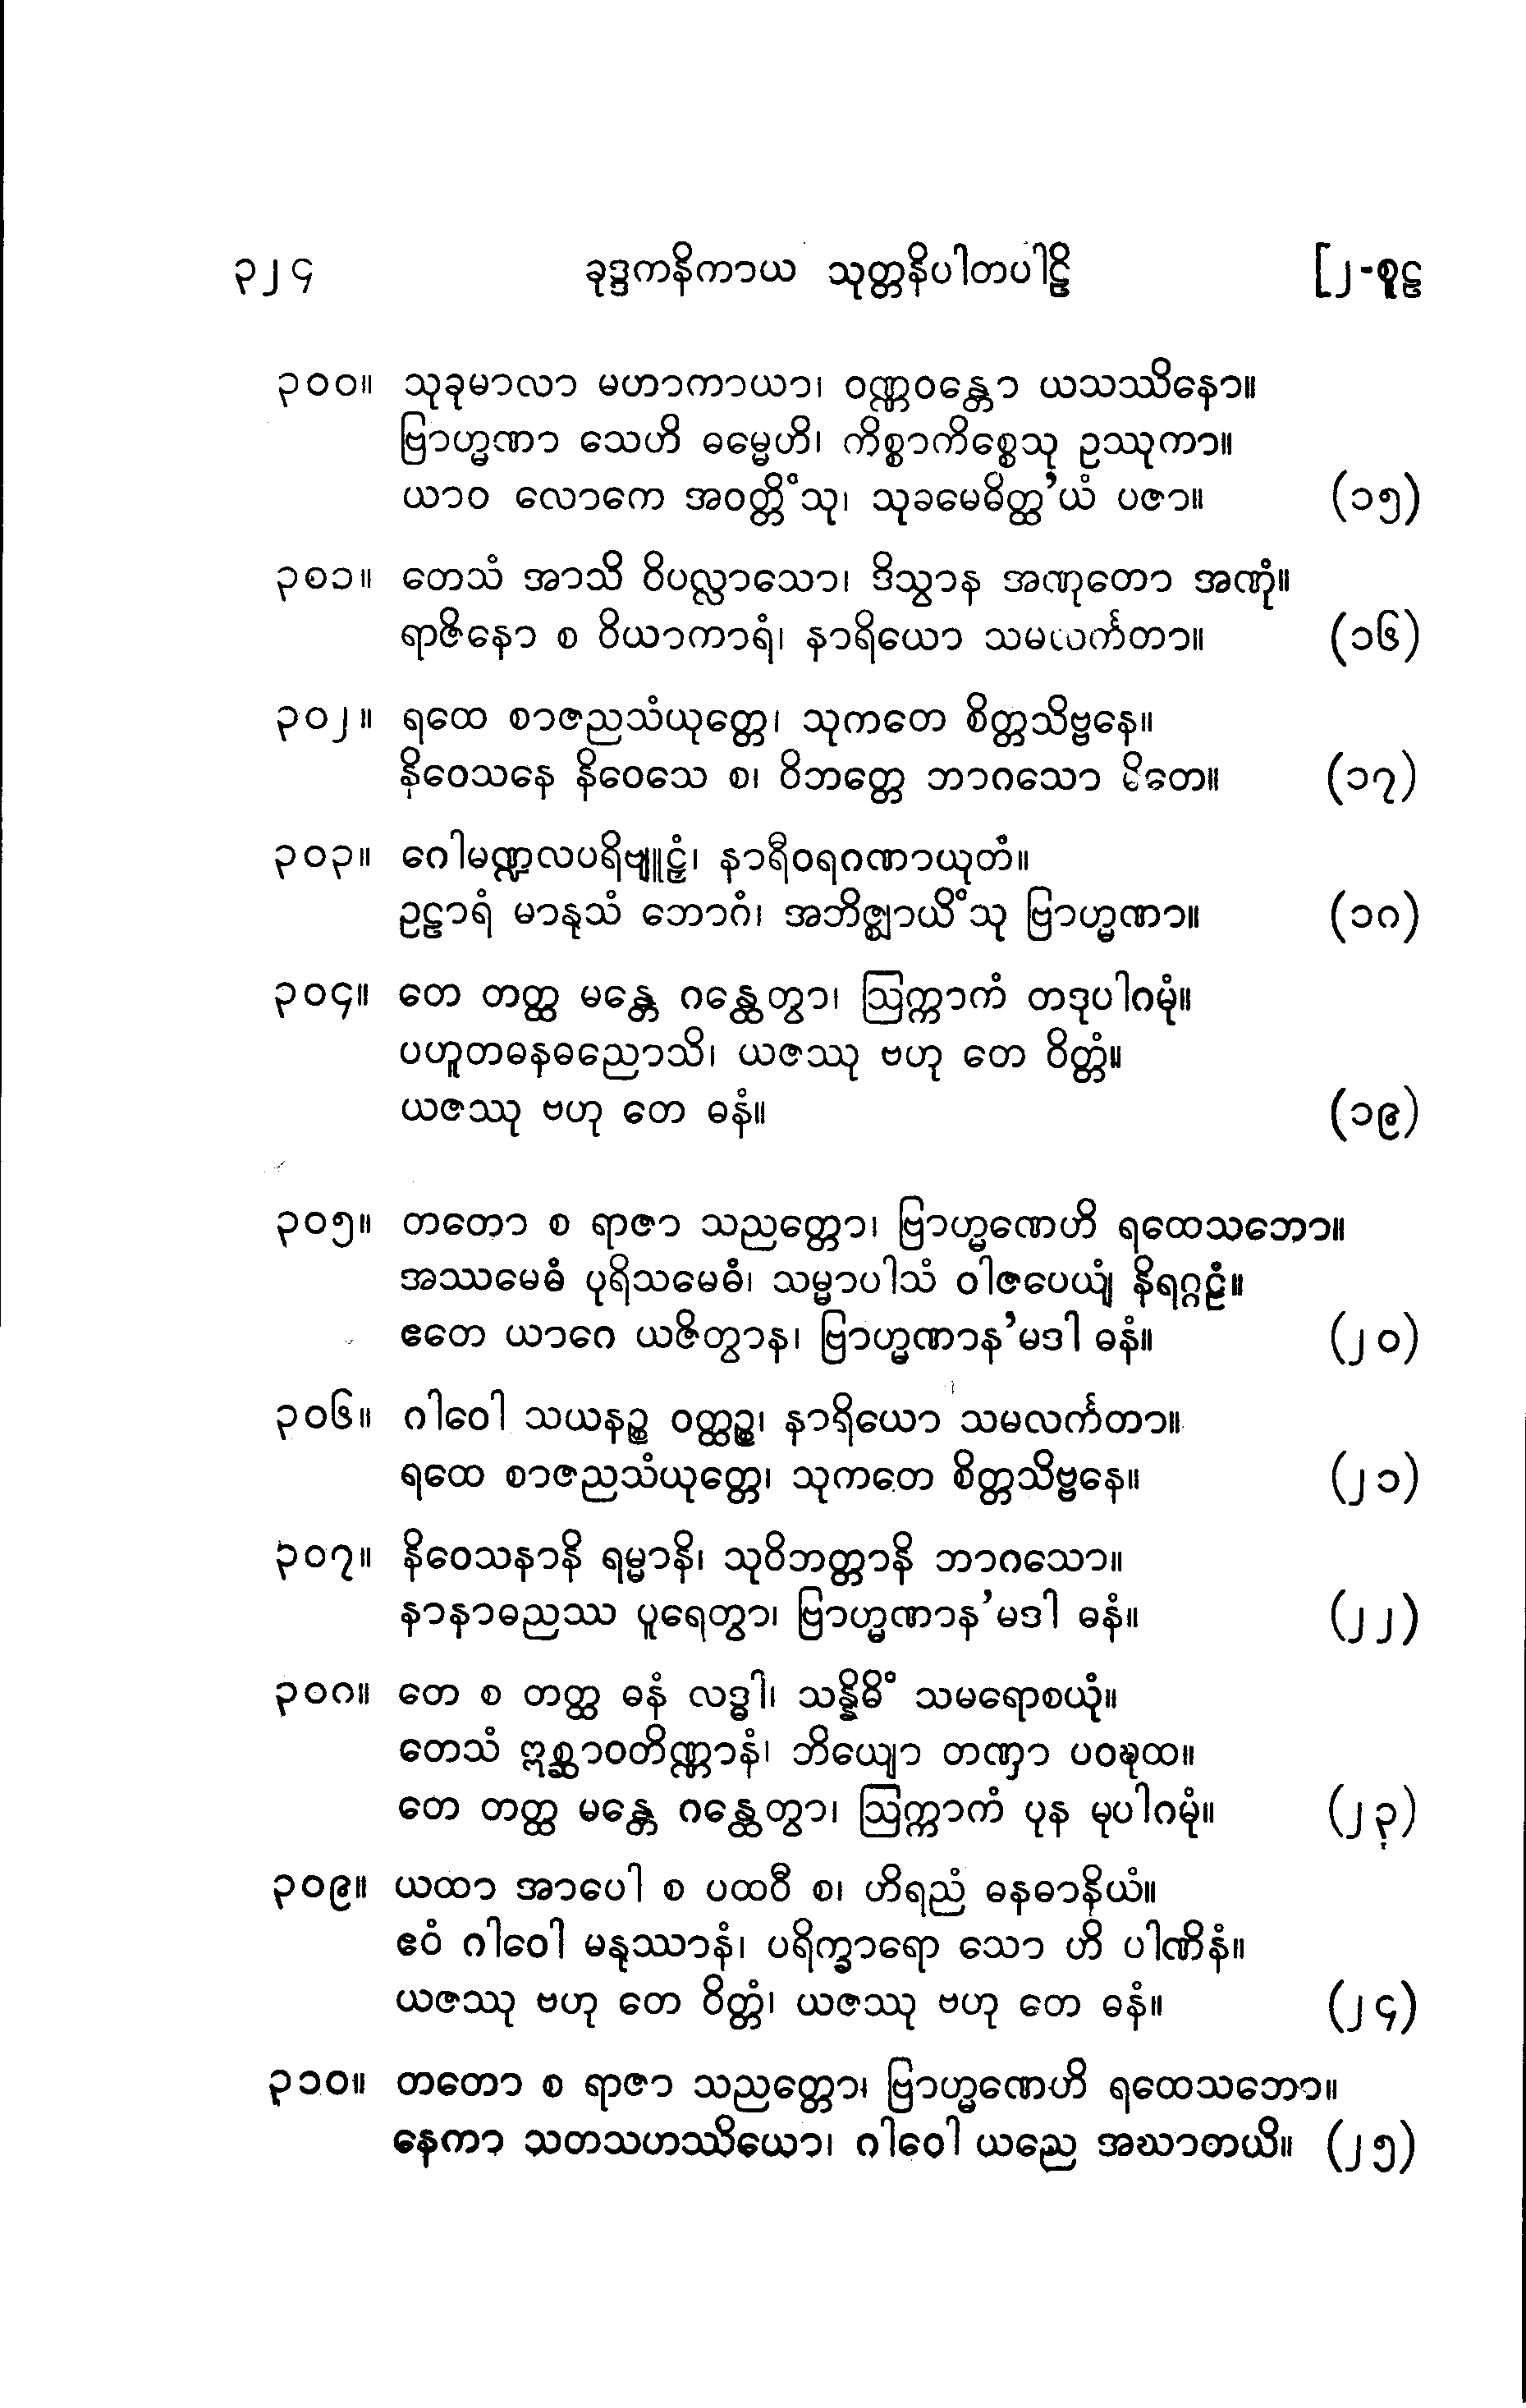 ၃၂၄ ခုဒ္ဒကနိကာယ သုတ္တနိပါတပါဠိ [၂-စူဠ
၃၀၀။ သုခုမာလာ မဟာကာယာ၊ ဝဏ္ဏဝန္တော ယသဿိနော။
ဗြာဟ္မဏာ သေဟိ ဓမ္မေဟိ၊ ကိစ္စာကိစ္စေသု ဥဿုကာ။
ယာဝ လောကေ အဝတ္တိံသု၊ သုခမေဓိတ္ထ’ယံ ပဇာ။ (၁၅)
၃၀၁။ တေသံ အာသိ ဝိပလ္လာသော၊ ဒိသွာန အဏုတော အဏုံ။
ရာဇိနော စ ဝိယာကာရံ၊ နာရိယော သမလင်္ကတာ။ (၁၆)
၃၀၂။ ရထေ စာဇညသံယုတ္တေ၊ သုကတေ စိတ္တသိဗ္ဗနေ။
နိဝေသနေ နိဝေသေ စ၊ ဝိဘတ္တေ ဘာဂသော မိတေ။ (၁၇)
၃၀၃။ ဂေါမဏ္ဍလပရိဗျူဠှံ၊ နာရီဝရဂဏာယုတံ။
ဥဠာရံ မာနုသံ ဘောဂံ၊ အဘိဇ္ဈာယိံသု ဗြာဟ္မဏာ။ (၁၈)
၃၀၄။ တေ တတ္ထ မန္တေ ဂန္ထေတွာ၊ ဩက္ကာကံ တဒုပါဂမုံ။
ပဟူတဓနဓညောသိ၊ ယဇဿု ဗဟု တေ ဝိတ္တံ။
ယဇဿု ဗဟု တေ ဓနံ။ (၁၉)
၃၀၅။ တတော စ ရာဇာ သညတ္တော၊ ဗြာဟ္မဏေဟိ ရထေသဘော။
အဿမေဓံ ပုရိသမေဓံ၊ သမ္မာပါသံ ဝါဇပေယျံ နိရဂ္ဂဠံ။
ဧတေ ယာဂေ ယဇိတွာန၊ ဗြာဟ္မဏာန’မဒါ ဓနံ။ (၂၀)
၃၀၆။ ဂါဝေါ သယနဉ္စ ဝတ္ထဉ္စ၊ နာရိယော သမလင်္ကတာ။
ရထေ စာဇညသံယုတ္တေ၊ သုကတေ စိတ္တသိဗ္ဗနေ။ (၂၁)
၃၀၇။ နိဝေသနာနိ ရမ္မာနိ၊ သုဝိဘတ္တာနိ ဘာဂသော။
နာနာဓညဿ ပူရေတွာ၊ ဗြာဟ္မဏာန’မဒါ ဓနံ။ (၂၂)
၃၀၈။ တေ စ တတ္ထ ဓနံ လဒ္ဓါ၊ သန္နိဓိံ သမရောစယုံ။
တေသံ ဣစ္ဆာဝတိဏ္ဏာနံ၊ ဘိယျော တဏှာ ပဝဍ္ဎထ။
တေ တတ္ထ မန္တေ ဂန္ထေတွာ၊ ဩက္ကာကံ ပုန မုပါဂမုံ။ (၂၃)
၃၀၉။ ယထာ အာပေါ စ ပထဝီ စ၊ ဟိရညံ ဓနဓာနိယံ။
ဧဝံ ဂါဝေါ မနုဿာနံ၊ ပရိက္ခာရော သော ဟိ ပါဏိနံ။
ယဇဿု ဗဟု တေ ဝိတ္တံ၊ ယဇဿု ဗဟု တေ ဓနံ။ (၂၄)
၃၁၀။ တတော စ ရာဇာ သညတ္တော၊ ဗြာဟ္မဏေဟိ ရထေသဘော။
နေကာ သတသဟဿိယော၊ ဂါဝေါ ယညေ အဃာတယိ။ (၂၅)